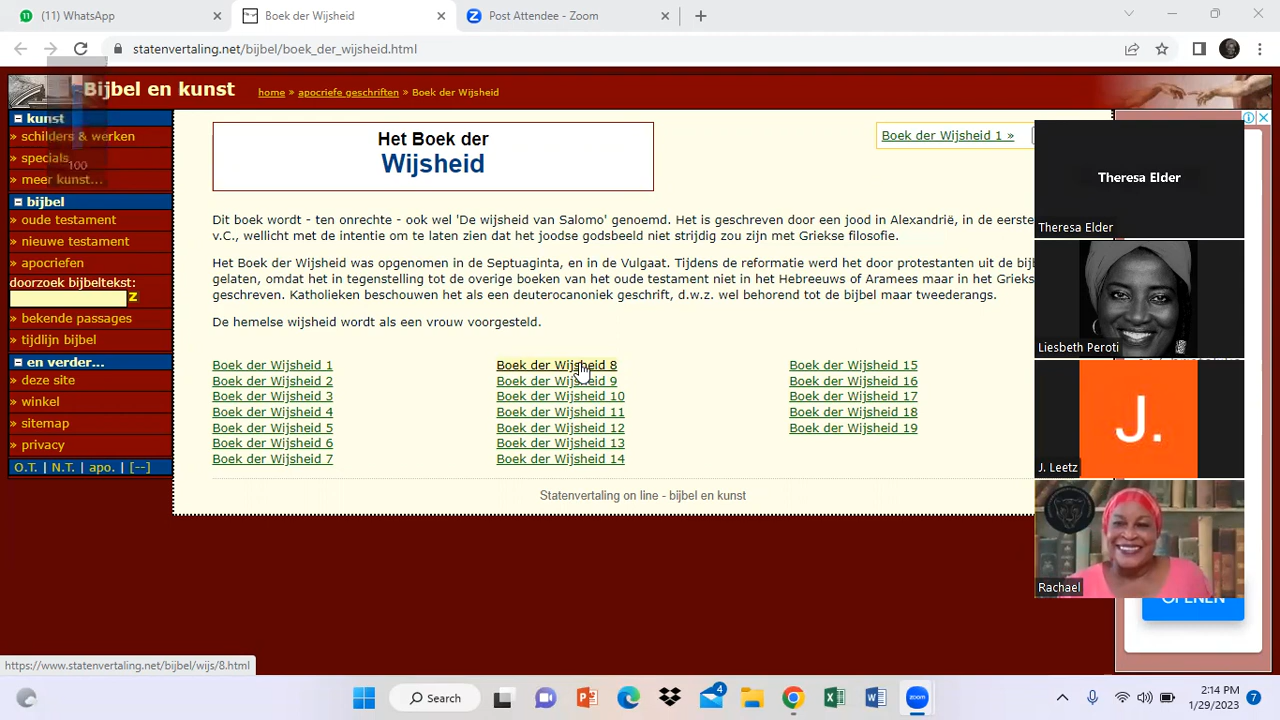 (11) WhatsApp
Boek der Wijsheid
Post Attendee - Zoom
statenvertaling.net/bijbel/boek_der_wijsheid.html
Bijbel en kunst
home » apocriefe geschriften » Boek der Wijsheid
kunst
» schilders & werken
» specials
100
» meer kunst...
bijbel
» oude testament
» nieuwe testament
» apocriefen
doorzoek bijbeltekst:
» bekende passages
» tijdlijn bijbel
en verder...
» deze site
» winkel
» sitemap
» privacy
O.T. | N.T. | apo. | [--]
Het Boek der
Wijsheid
Boek der Wijsheid 1 »
Dit boek wordt - ten onrechte - ook wel 'De wijsheid van Salomo' genoemd. Het is geschreven door een jood in Alexandrië, in de eerste
v.C., wellicht met de intentie om te laten zien dat het joodse godsbeeld niet strijdig zou zijn met Griekse filosofie.
Het Boek der Wijsheid was opgenomen in de Septuaginta, en in de Vulgaat. Tijdens de reformatie werd het door protestanten uit de bij
gelaten, omdat het in tegenstelling tot de overige boeken van het oude testament niet in het Hebreeuws of Aramees maar in het Grieks
geschreven. Katholieken beschouwen het als een deuterocanoniek geschrift, d.w.z. wel behorend tot de bijbel maar tweederangs.
De hemelse wijsheid wordt als een vrouw voorgesteld.
Boek der Wijsheid 1
Boek der Wijsheid 2
Boek der Wijsheid 3
Boek der Wijsheid 4
Boek der Wijsheid 5
Boek der Wijsheid 6
Boek der Wijsheid 7
Boek der Wijsheid 8
Boek der Wijsheid 9
Boek der Wijsheid 10
Boek der Wijsheid 11
Boek der Wijsheid 12
Boek der Wijsheid 13
Boek der Wijsheid 14
Boek der Wijsheid 15
Boek der Wijsheid 16
Boek der Wijsheid 17
Boek der Wijsheid 18
Boek der Wijsheid 19
Statenvertaling on line - bijbel en kunst
Theresa Elder
Theresa Elder
Liesbeth Peroti
J.
J. Leetz
Rachael
OPENEN
https://www.statenvertaling.net/bijbel/wijs/8.html
Search
4
zoom
2:14 PM
1/29/2023
7